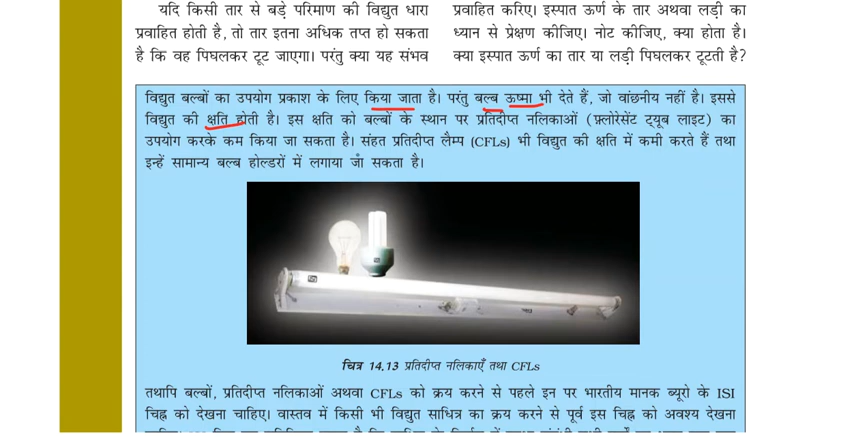 यदि किसी तार से बड़े परिमाण की विद्युत धारा
प्रवाहित होती है, तो तार इतना अधिक तप्त हो सकता
है कि वह पिघलकर टूट जाएगा। परंतु क्या यह संभव
प्रवाहित करिए। इस्पात ऊर्ण के तार अथवा लड़ी का
ध्यान से प्रेक्षण कीजिए। नोट कीजिए, क्या होता है।
क्या इस्पात ऊर्ण का तार या लड़ी पिघलकर टूटती है?
विद्युत बल्बों का उपयोग प्रकाश के लिए किया जाता है। परंतु बल्ब ऊष्मा भी देते हैं, जो वांछनीय नहीं है। इससे
विद्युत की क्षति होती है। इस क्षति को बल्बों के स्थान पर प्रतिदीप्त नलिकाओं (फ़्लोरेसेंट ट्यूब लाइट) का
उपयोग करके कम किया जा सकता है। संहत प्रतिदीप्त लैम्प (CFLs) भी विद्युत की क्षति में कमी करते हैं तथा
इन्हें सामान्य बल्ब होल्डरों में लगाया जा सकता है।
चित्र 14.13 प्रतिदीप्त नलिकाएँ तथा CFLs
तथापि बल्बों, प्रतिदीप्त नलिकाओं अथवा CFLs को क्रय करने से पहले इन पर भारतीय मानक ब्यूरो के ISI
चिह्न को देखना चाहिए। वास्तव में किसी भी विद्युत साधित्र का क्रय करने से पूर्व इस चिह्न को अवश्य देखना